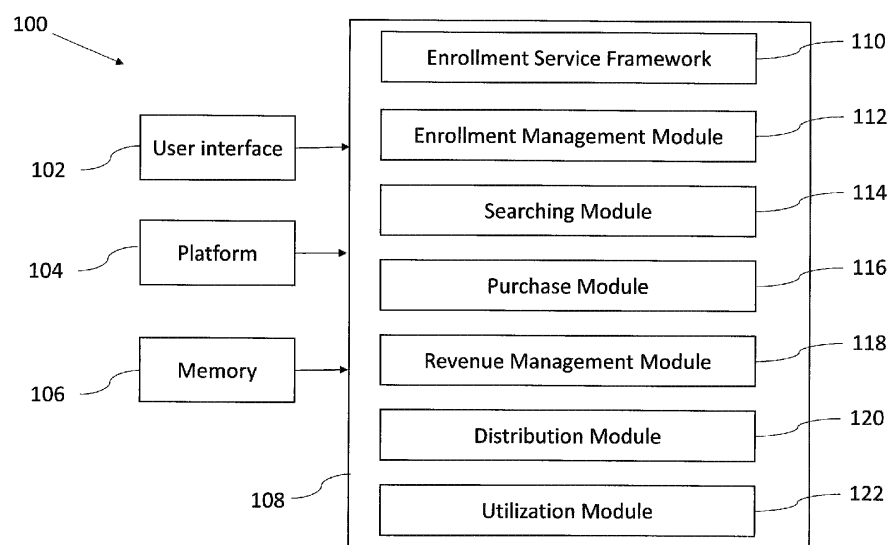 100
Enrollment Service Framework
110
Enrollment Management Module
112
User interface
102
Searching Module
114
Platform
104
Purchase Module
116
Revenue Management Module
118
Memory
106
Distribution Module
120
108
Utilization Module
122